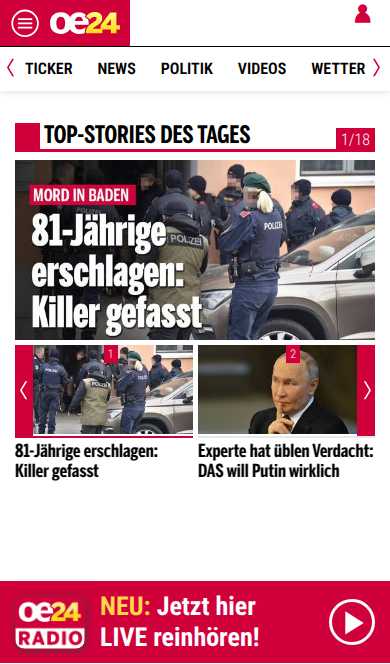 oe24
TICKER NEWS POLITIK VIDEOS WETTER
TOP-STORIES DES TAGES
1/18
MORD IN BADEN
81-Jährige
erschlagen:
Killer gefasst
POLIZEI
POLIZEI
1
2
81-Jährige erschlagen:
Killer gefasst
Experte hat üblen Verdacht:
DAS will Putin wirklich
oe24
RADIO
NEU: Jetzt hier
LIVE reinhören!